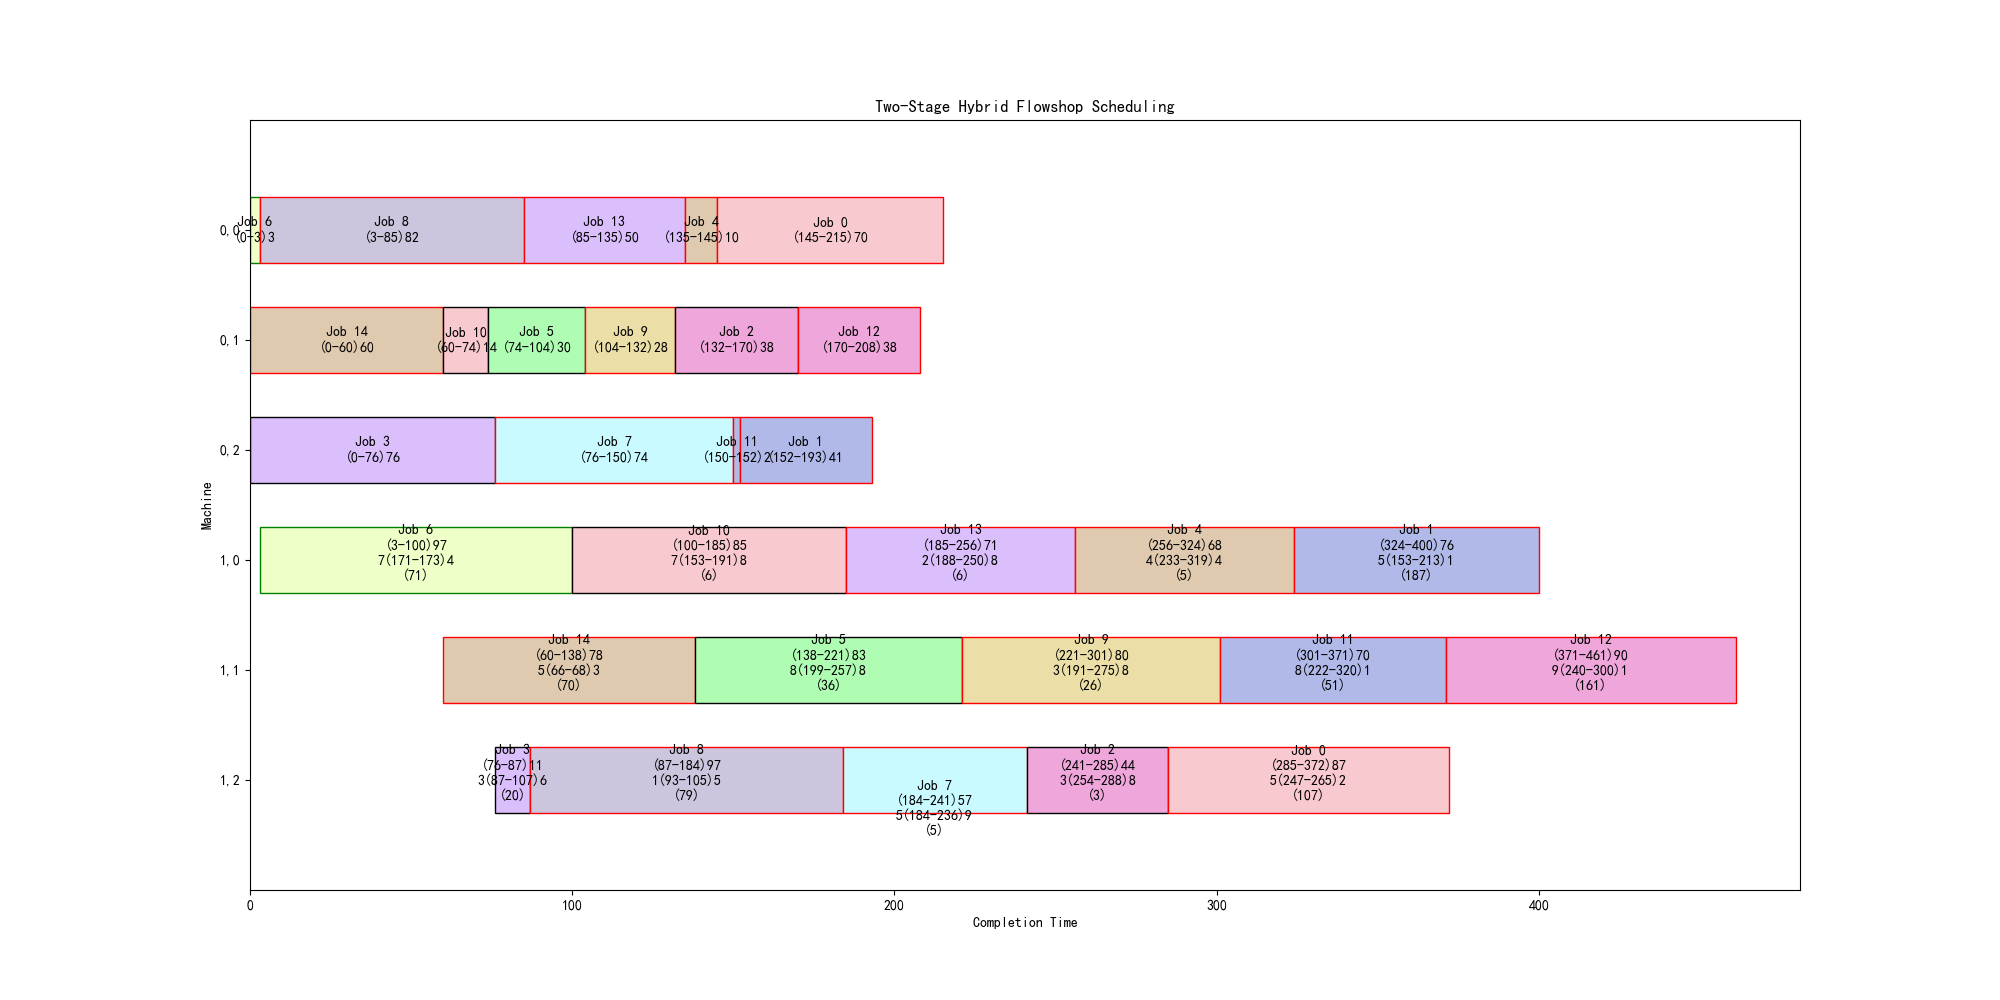 Two-Stage Hybrid Flowshop Scheduling
Machine
0,0
Job 6
(0-3)3
Job 8
(3-85)82
Job 13
(85-135)50
Job 4
(135-145)10
Job 0
(145-215)70
0,1
Job 14
(0-60)60
Job 10
(60-74)14
Job 5
(74-104)30
Job 9
(104-132)28
Job 2
(132-170)38
Job 12
(170-208)38
0,2
Job 3
(0-76)76
Job 7
(76-150)74
Job 11
(150-152)2
Job 1
(152-193)41
1,0
Job 6
(3-100)97
7(171-173)4
(71)
Job 10
(100-185)85
7(153-191)8
(6)
Job 13
(185-256)71
2(188-250)8
(6)
Job 4
(256-324)68
4(233-319)4
(5)
Job 1
(324-400)76
5(153-213)1
(187)
1,1
Job 14
(60-138)78
5(66-68)3
(70)
Job 5
(138-221)83
8(199-257)8
(36)
Job 9
(221-301)80
3(191-275)8
(26)
Job 11
(301-371)70
8(222-320)1
(51)
Job 12
(371-461)90
9(240-300)1
(161)
1,2
Job 3
(76-87)11
3(87-107)6
(20)
Job 8
(87-184)97
1(93-105)5
(79)
Job 7
(184-241)57
5(184-236)9
(5)
Job 2
(241-285)44
3(254-288)8
(3)
Job 0
(285-372)87
5(247-265)2
(107)
0
100
200
300
400
Completion Time